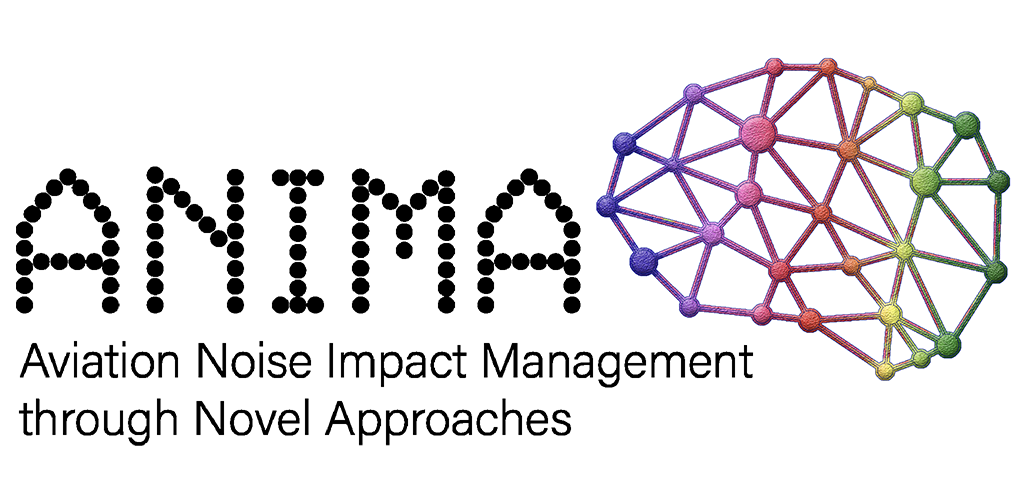 ANIMA
Aviation Noise Impact Management
through Novel Approaches